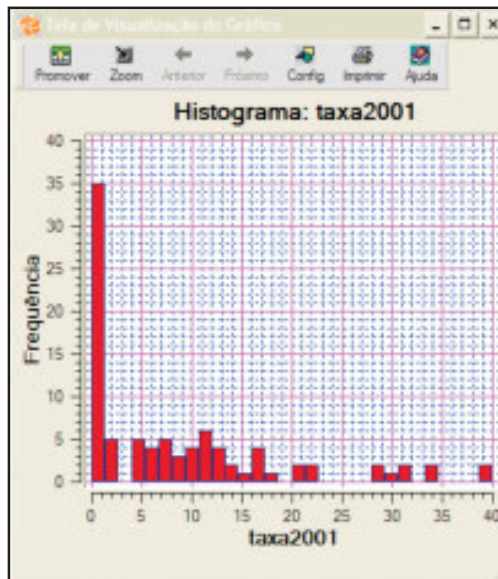 Tela de Visualização do Gráfico
Promover Zoom Anterior Próximo Config Imprimir Ajuda
Histograma: taxa2001
40
35
30
25
20
15
10
5
0
Frequência
0 5 10 15 20 25 30 35 40
taxa2001